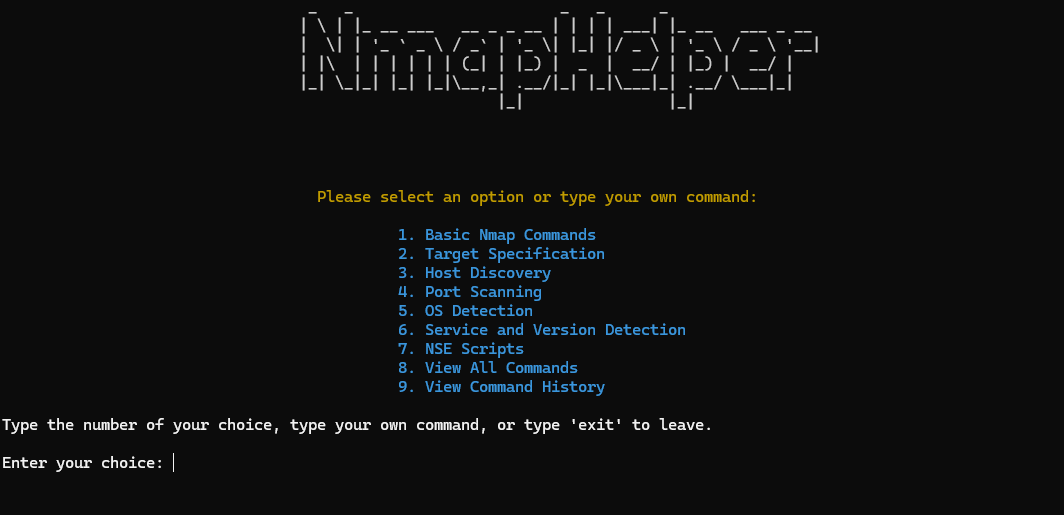 NmapHelper
Please select an option or type your own command:
1. Basic Nmap Commands
2. Target Specification
3. Host Discovery
4. Port Scanning
5. OS Detection
6. Service and Version Detection
7. NSE Scripts
8. View All Commands
9. View Command History
Type the number of your choice, type your own command, or type 'exit' to leave.
Enter your choice: